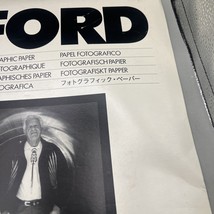 FORD
GRAPHIC PAPER PAPEL FOTOGRAFICO
TOGRAPHIQUE FOTOGRAFISCH PAPIER
APHISCHES PAPIER FOTOGRAFISKT PAPPER
OGRAFICA フォトグラフィック・ペーパー